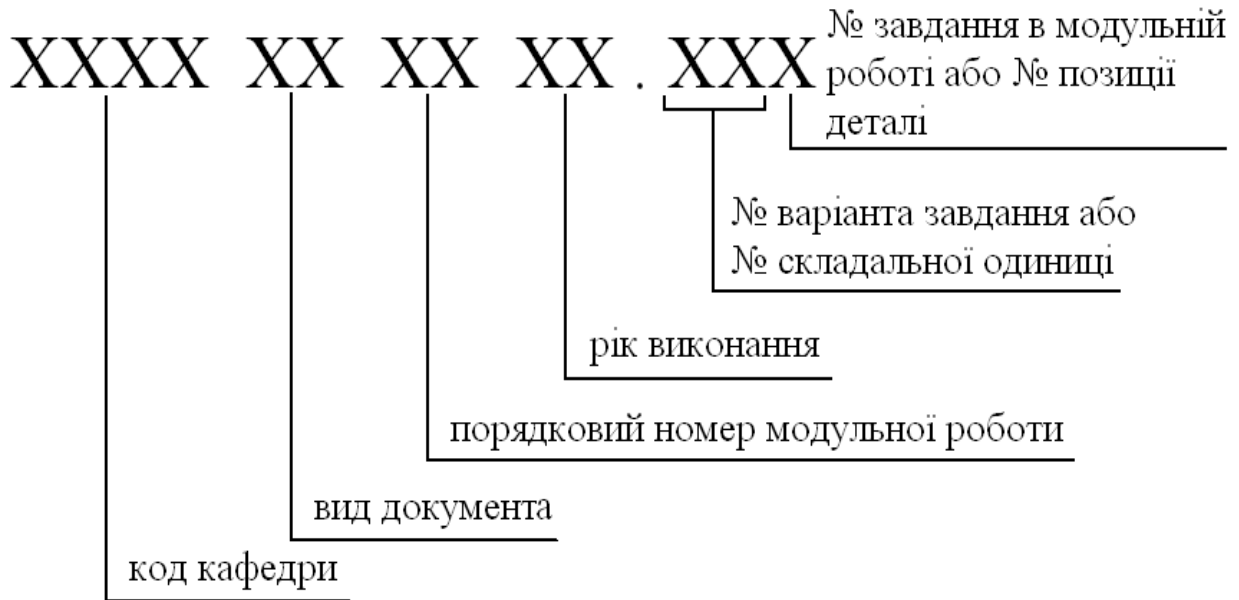 XXXX XX XX XX . XXX
№ завдання в модульній
роботі або № позиції
деталі
№ варіанта завдання або
№ складальної одиниці
рік виконання
порядковий номер модульної роботи
вид документа
код кафедри